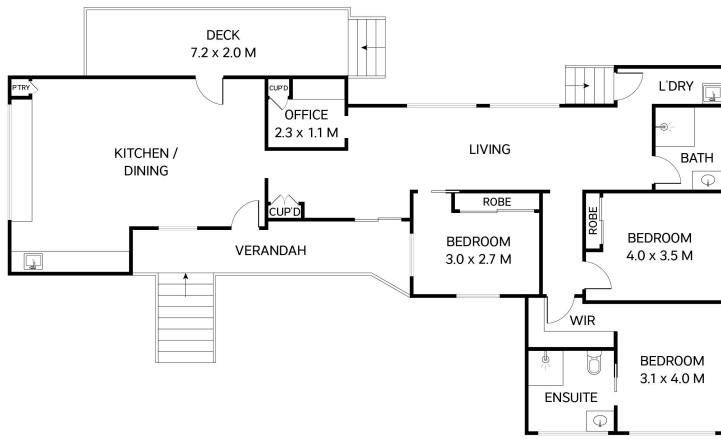 DECK
7.2 x 2.0 M
P'TRY
CUP'D
OFFICE
2.3 x 1.1 M
L'DRY
KITCHEN /
DINING
LIVING
BATH
CUP'D
ROBE
ROBE
VERANDAH
BEDROOM
3.0 x 2.7 M
BEDROOM
4.0 x 3.5 M
WIR
BEDROOM
3.1 x 4.0 M
ENSUITE